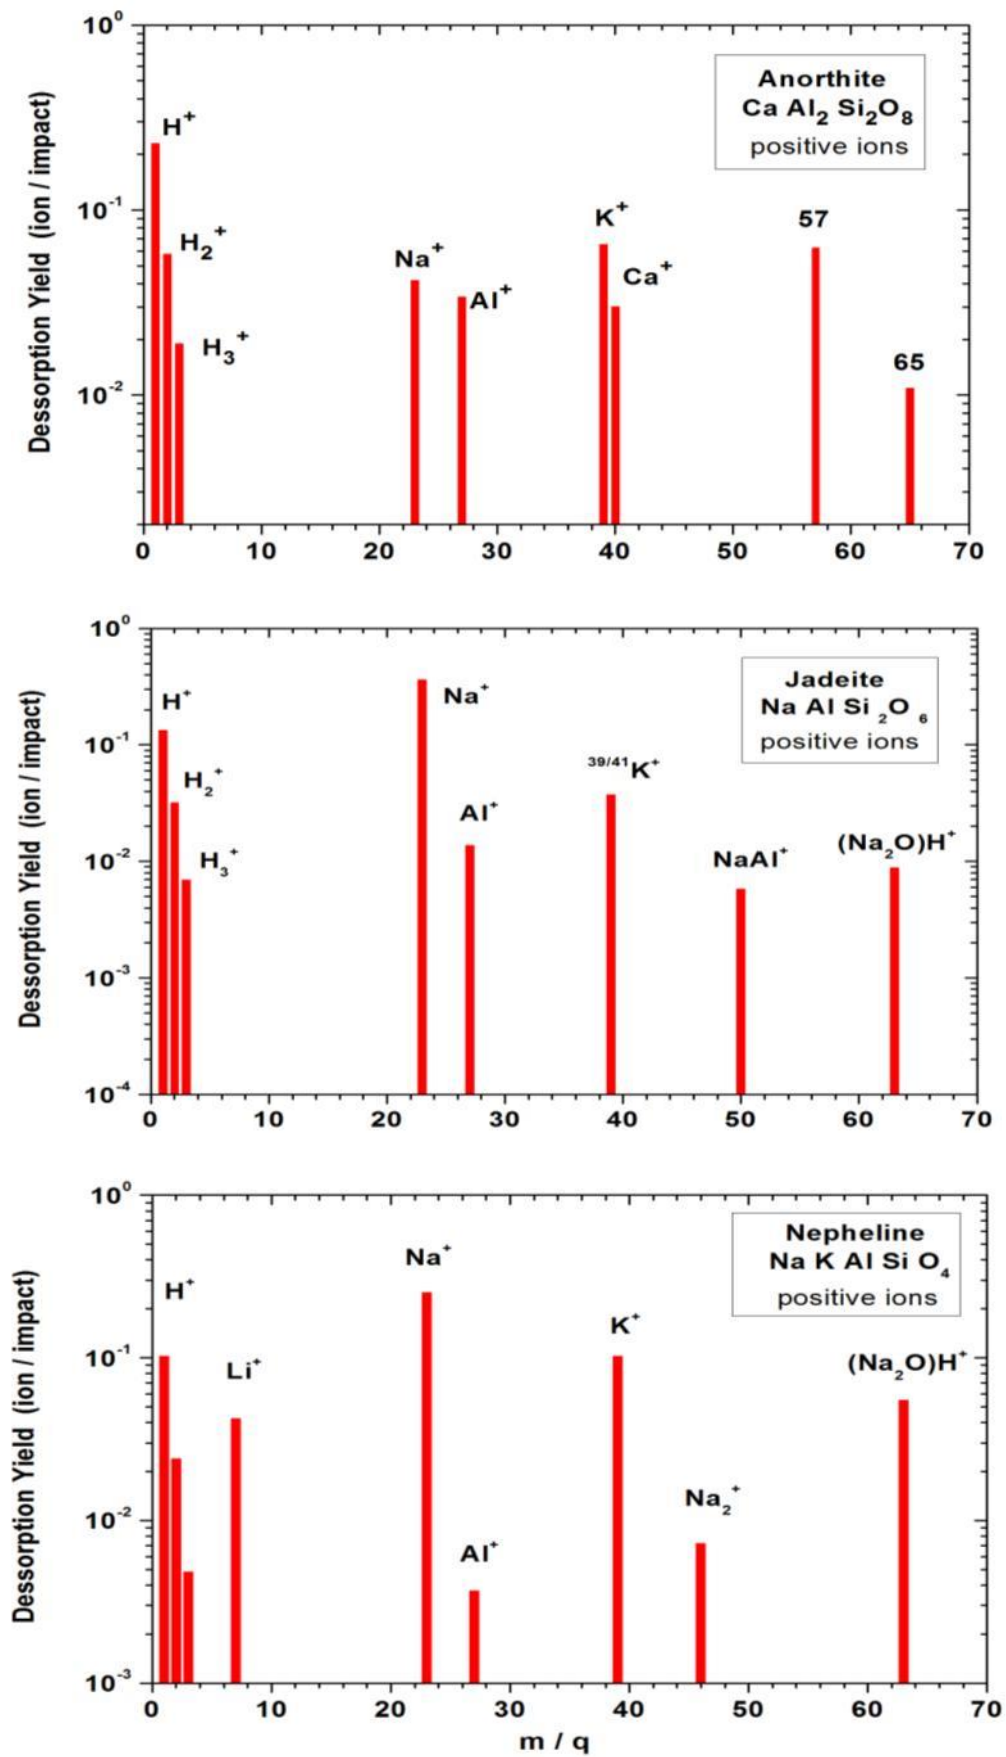 Dessorption Yield (ion / impact)
10⁰
10⁻¹
10⁻²
H⁺
H₂⁺
H₃⁺
Na⁺
Al⁺
K⁺
Ca⁺
57
65
Anorthite
Ca Al₂ Si₂O₈
positive ions
0 10 20 30 40 50 60 70
Dessorption Yield (ion / impact)
10⁰
10⁻¹
10⁻²
10⁻³
10⁻⁴
H⁺
H₂⁺
H₃⁺
Na⁺
Al⁺
³⁹/⁴¹K⁺
NaAl⁺
(Na₂O)H⁺
Jadeite
Na Al Si ₂O ₆
positive ions
0 10 20 30 40 50 60 70
Dessorption Yield (ion / impact)
10⁰
10⁻¹
10⁻²
10⁻³
H⁺
Li⁺
Na⁺
Al⁺
K⁺
Na₂⁺
(Na₂O)H⁺
Nepheline
Na K Al Si O₄
positive ions
0 10 20 30 40 50 60 70
m / q